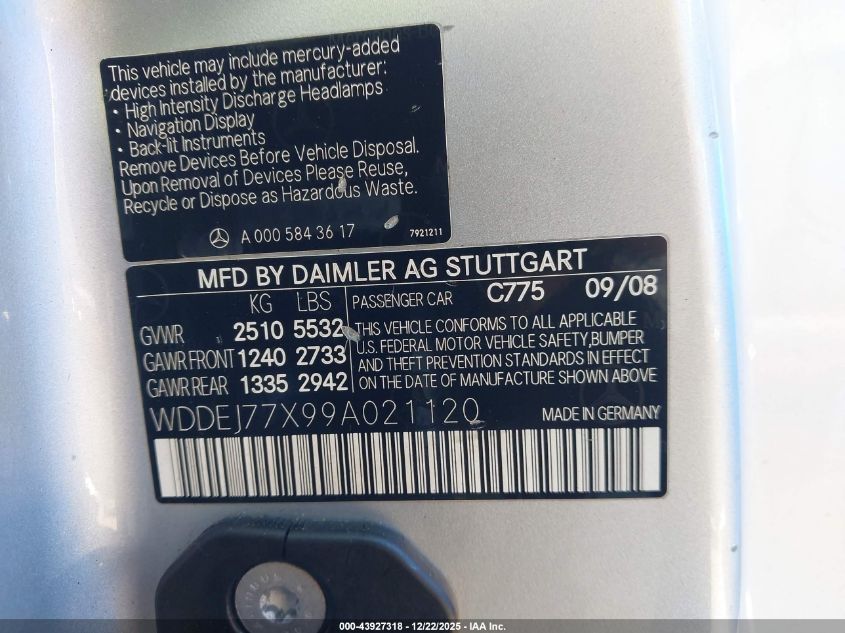 This vehicle may include mercury-added
devices installed by the manufacturer:
• High Intensity Discharge Headlamps
• Navigation Display
• Back-lit Instruments
Remove Devices Before Vehicle Disposal.
Upon Removal of Devices Please Reuse,
Recycle or Dispose as Hazardous Waste.
A 000 584 36 17 7921211
MFD BY DAIMLER AG STUTTGART
KG LBS PASSENGER CAR C775 09/08
GVWR 2510 5532 THIS VEHICLE CONFORMS TO ALL APPLICABLE
U.S. FEDERAL MOTOR VEHICLE SAFETY,BUMPER
GAWR FRONT 1240 2733 AND THEFT PREVENTION STANDARDS IN EFFECT
GAWR REAR 1335 2942 ON THE DATE OF MANUFACTURE SHOWN ABOVE
WDDEJ77X99A021120 MADE IN GERMANY
000-43927318 - 12/22/2025 - IAA Inc.